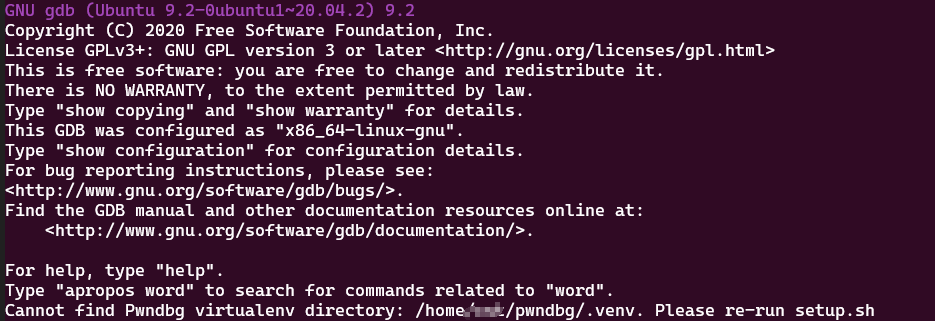 GNU gdb (Ubuntu 9.2-0ubuntu1~20.04.2) 9.2
Copyright (C) 2020 Free Software Foundation, Inc.
License GPLv3+: GNU GPL version 3 or later <http://gnu.org/licenses/gpl.html>
This is free software: you are free to change and redistribute it.
There is NO WARRANTY, to the extent permitted by law.
Type "show copying" and "show warranty" for details.
This GDB was configured as "x86_64-linux-gnu".
Type "show configuration" for configuration details.
For bug reporting instructions, please see:
<http://www.gnu.org/software/gdb/bugs/>.
Find the GDB manual and other documentation resources online at:
    <http://www.gnu.org/software/gdb/documentation/>.

For help, type "help".
Type "apropos word" to search for commands related to "word".
Cannot find Pwndbg virtualenv directory: /home/ /pwndbg/.venv. Please re-run setup.sh